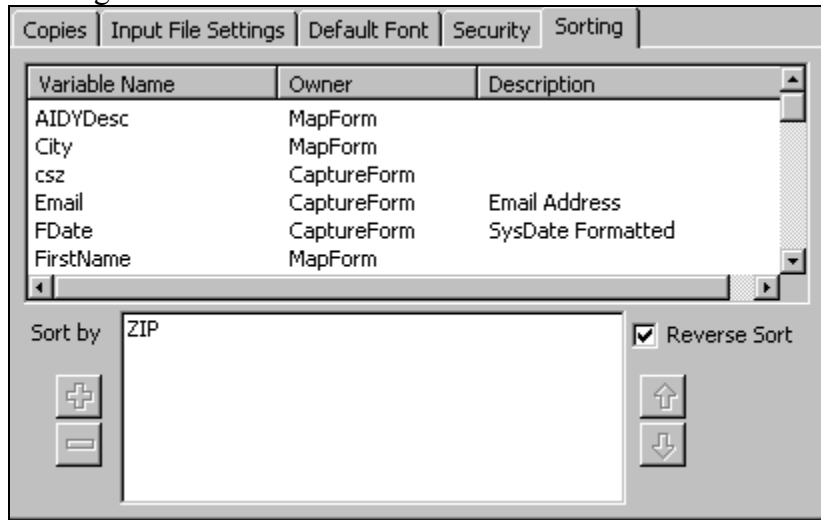 Copies Input File Settings Default Font Security Sorting
Variable Name Owner Description
AIDYDesc MapForm
City MapForm
csz CaptureForm
Email CaptureForm Email Address
FDate CaptureForm SysDate Formatted
FirstName MapForm
Sort by ZIP Reverse Sort